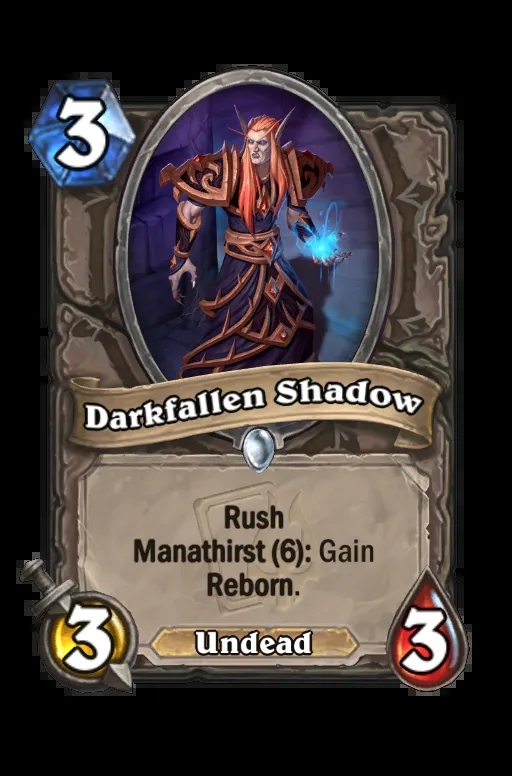 3
Darkfallen Shadow
Rush
Manathirst (6): Gain
Reborn.
3
Undead
3